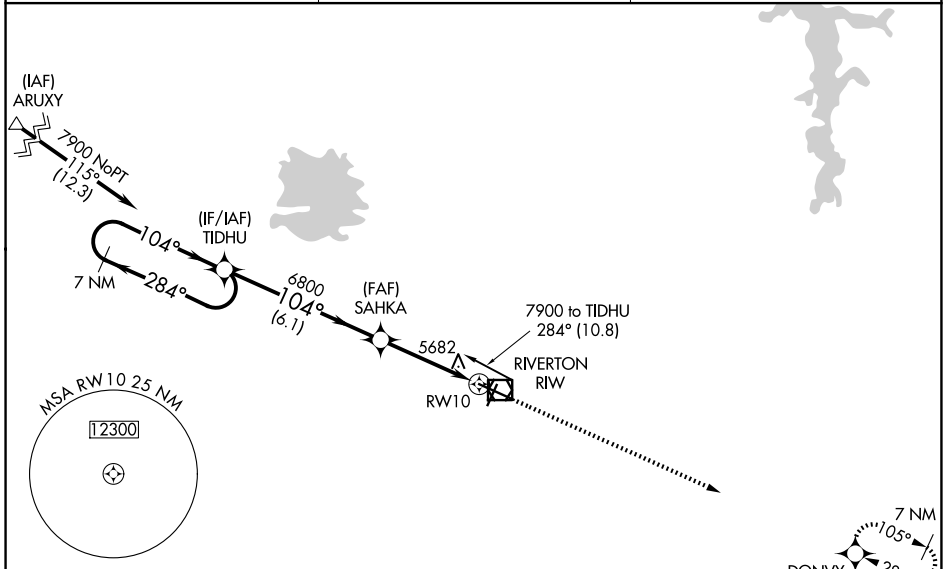 (IAF)
ARUXY
7900 NoPT
115°
(12.3)
(IF/IAF)
TIDHU
104°
7 NM
284°
6800
104°
(6.1)
(FAF)
SAHKA
7900 to TIDHU
284° (10.8)
5682
RIVERTON
RIW
RW10
MSA RW10 25 NM
12300
7 NM
105°